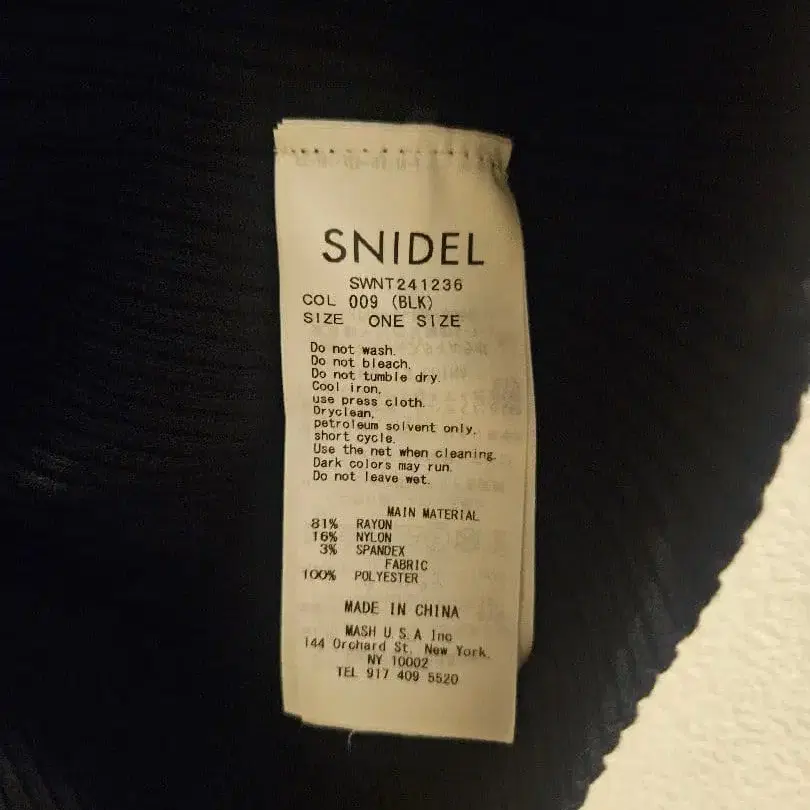 SNIDEL
SWNT241236
COL 009 (BLK)
SIZE ONE SIZE
Do not wash.
Do not bleach.
Do not tumble dry.
Cool iron,
use press cloth.
Dryclean,
petroleum solvent only,
short cycle.
Use the net when cleaning.
Dark colors may run.
Do not leave wet.
MAIN MATERIAL
81% RAYON
16% NYLON
3% SPANDEX
FABRIC
100% POLYESTER
MADE IN CHINA
MASH U.S.A Inc
144 Orchard St, New York,
NY 10002
TEL 917 409 5520